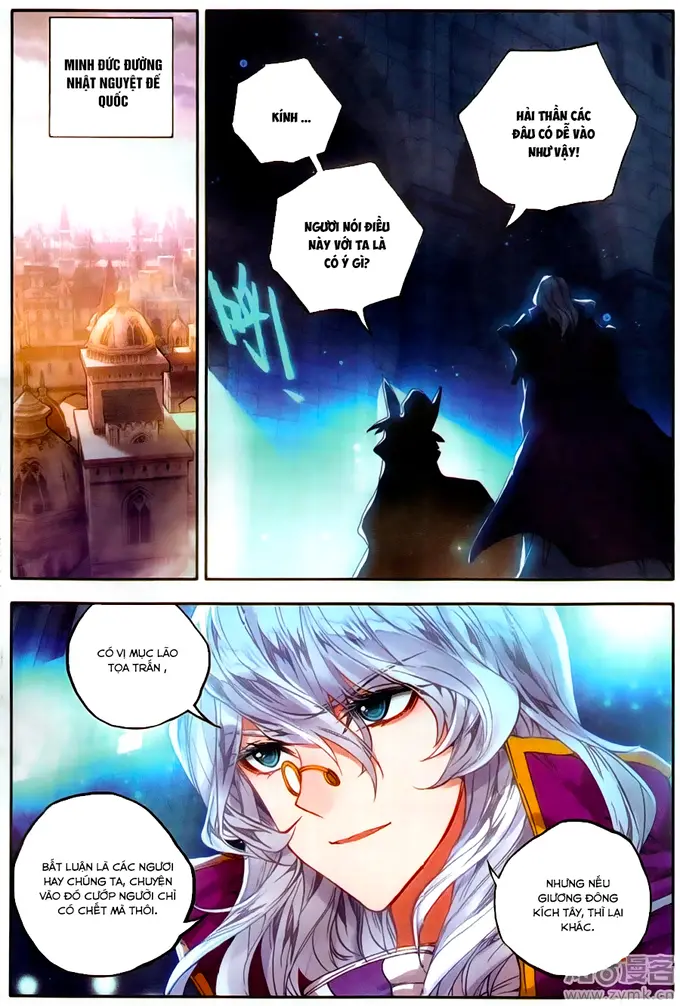 MINH ĐỨC ĐƯỜNG
NHẬT NGUYỆT ĐẾ
QUỐC
KÍNH ...
HẢI THẦN CÁC
ĐÂU CÓ DỄ VÀO
NHƯ VẬY!
NGƯƠI NÓI ĐIỀU
NÀY VỚI TA LÀ
CÓ Ý GÌ?
CÓ VỊ MỤC LÃO
TỌA TRẤN ,
BẤT LUẬN LÀ CÁC NGƯƠI
HAY CHÚNG TA, CHUYỆN
VÀO ĐÓ CƯỚP NGƯỜI CHỈ
CÓ CHẾT MÀ THÔI.
NHƯNG NẾU
GIƯƠNG ĐÔNG
KÍCH TÂY, THÌ LẠI
KHÁC.
www.zymk.cn